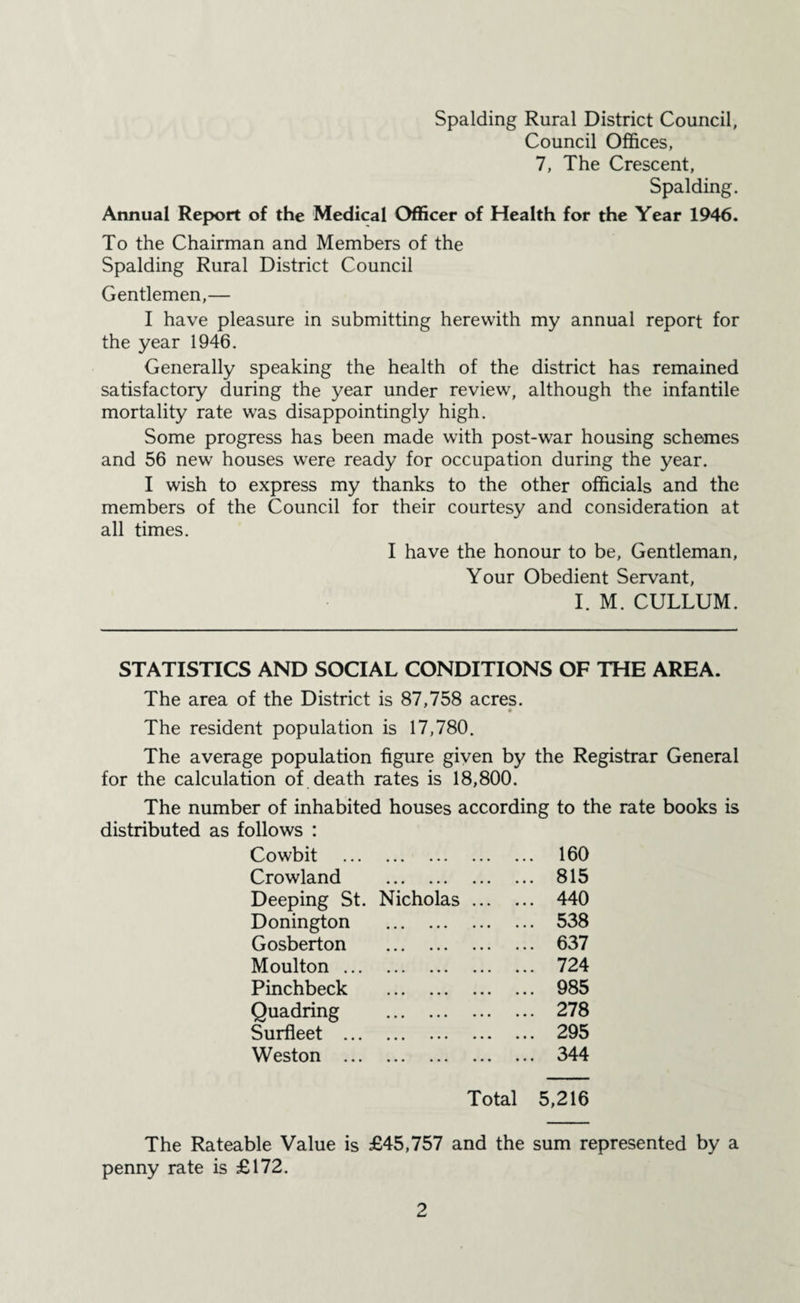 Spalding Rural District Council,
Council Offices,
7, The Crescent,
Spalding.
Annual Report of the Medical Officer of Health for the Year 1946.
To the Chairman and Members of the
Spalding Rural District Council
Gentlemen,—
I have pleasure in submitting herewith my annual report for
the year 1946.
Generally speaking the health of the district has remained
satisfactory during the year under review, although the infantile
mortality rate was disappointingly high.
Some progress has been made with post-war housing schemes
and 56 new houses were ready for occupation during the year.
I wish to express my thanks to the other officials and the
members of the Council for their courtesy and consideration at
all times.
I have the honour to be, Gentleman,
Your Obedient Servant,
I. M. CULLUM.
STATISTICS AND SOCIAL CONDITIONS OF THE AREA.
The area of the District is 87,758 acres.
The resident population is 17,780.
The average population figure given by the Registrar General
for the calculation of death rates is 18,800.
The number of inhabited houses according to the rate books is
distributed as follows :
Cowbit ... ... ... ... ... 160
Crowland ... ... ... ... 815
Deeping St. Nicholas ... ... 440
Donington ... ... ... ... 538
Gosberton ... ... ... ... 637
Moulton ... ... ... ... ... 724
Pinchbeck ... ... ... ... 985
Quadring ... ... ... ... 278
Surfleet ... ... ... ... ... 295
Weston ... ... ... ... ... 344
Total 5,216
The Rateable Value is £45,757 and the sum represented by a
penny rate is £172.
2